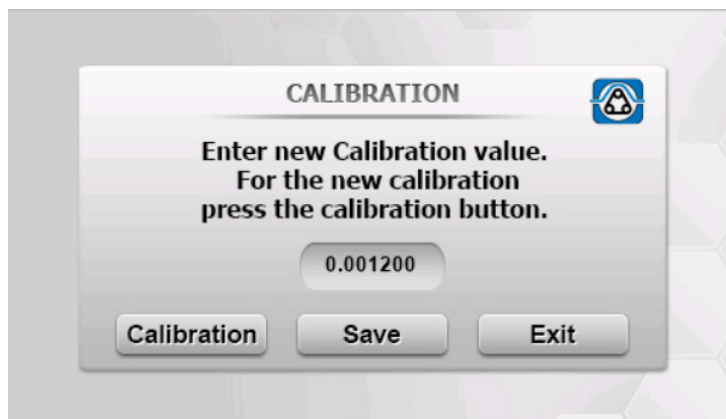 CALIBRATION
Enter new Calibration value.
For the new calibration
press the calibration button.
0.001200
Calibration Save Exit